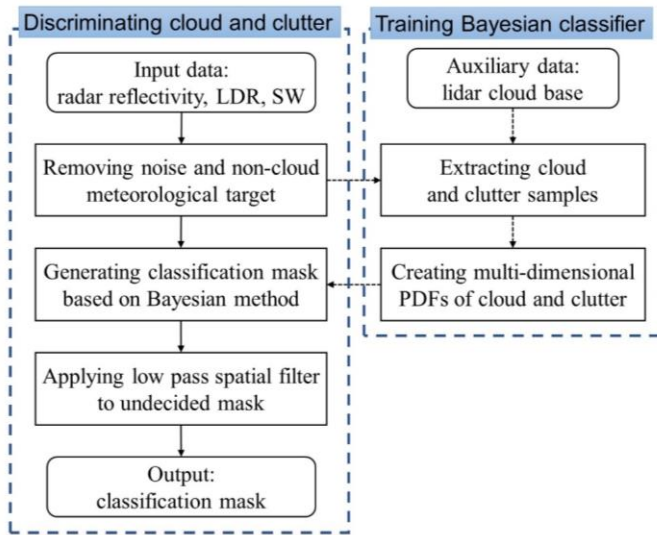 Discriminating cloud and clutter
Input data:
radar reflectivity, LDR, SW
Removing noise and non-cloud
meteorological target
Generating classification mask
based on Bayesian method
Applying low pass spatial filter
to undecided mask
Output:
classification mask
Training Bayesian classifier
Auxiliary data:
lidar cloud base
Extracting cloud
and clutter samples
Creating multi-dimensional
PDFs of cloud and clutter